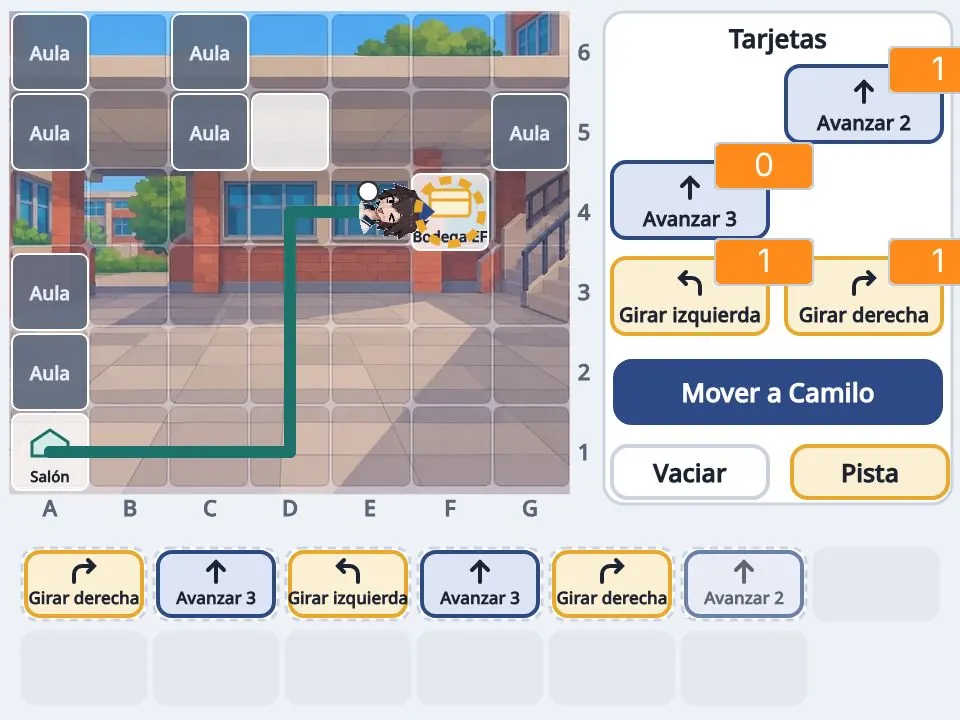 Aula
Aula
6
Aula
Aula
Aula
5
Bodega EF
4
Aula
3
Aula
2
Salón
1
A
B
C
D
E
F
G
Tarjetas
1
Avanzar 2
0
Avanzar 3
1
Girar izquierda
1
Girar derecha
Mover a Camilo
Vaciar
Pista
Girar derecha
Avanzar 3
Girar izquierda
Avanzar 3
Girar derecha
Avanzar 2